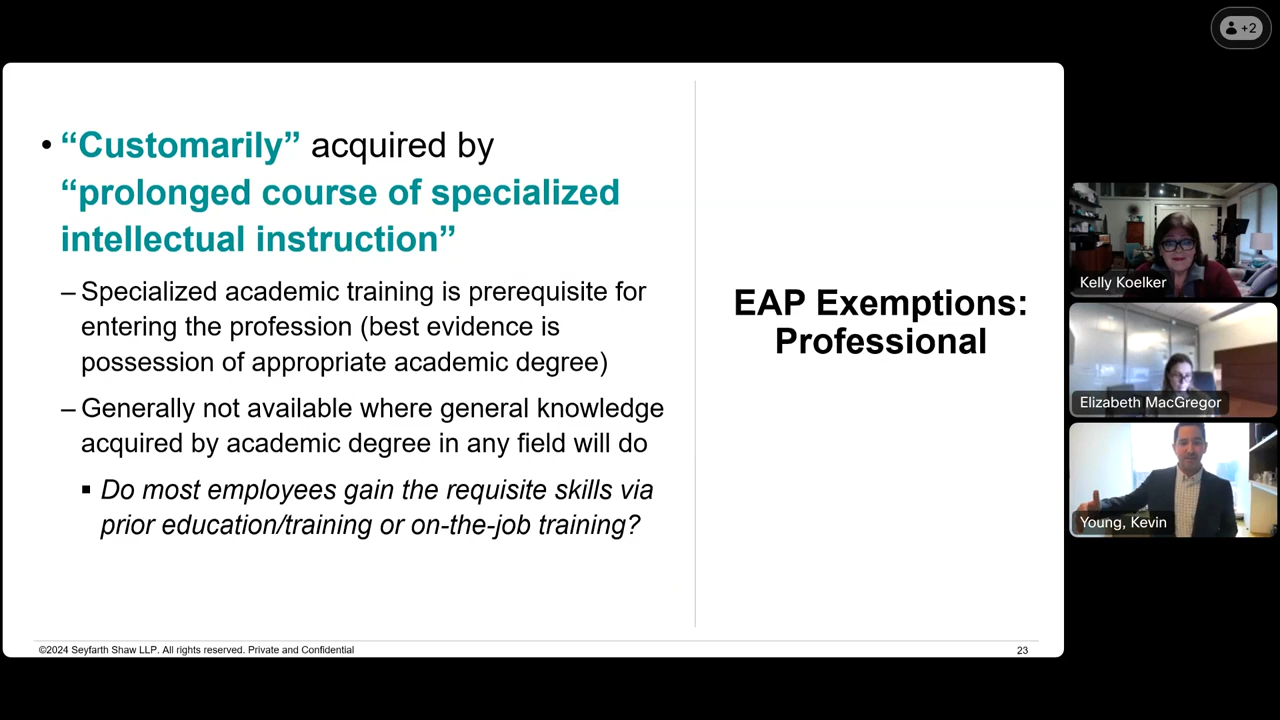 +2
• “Customarily” acquired by
“prolonged course of specialized
intellectual instruction”
– Specialized academic training is prerequisite for
entering the profession (best evidence is
possession of appropriate academic degree)
– Generally not available where general knowledge
acquired by academic degree in any field will do
▪ Do most employees gain the requisite skills via
prior education/training or on-the-job training?
EAP Exemptions:
Professional
©2024 Seyfarth Shaw LLP. All rights reserved. Private and Confidential
23
Kelly Koelker
Elizabeth MacGregor
Young, Kevin